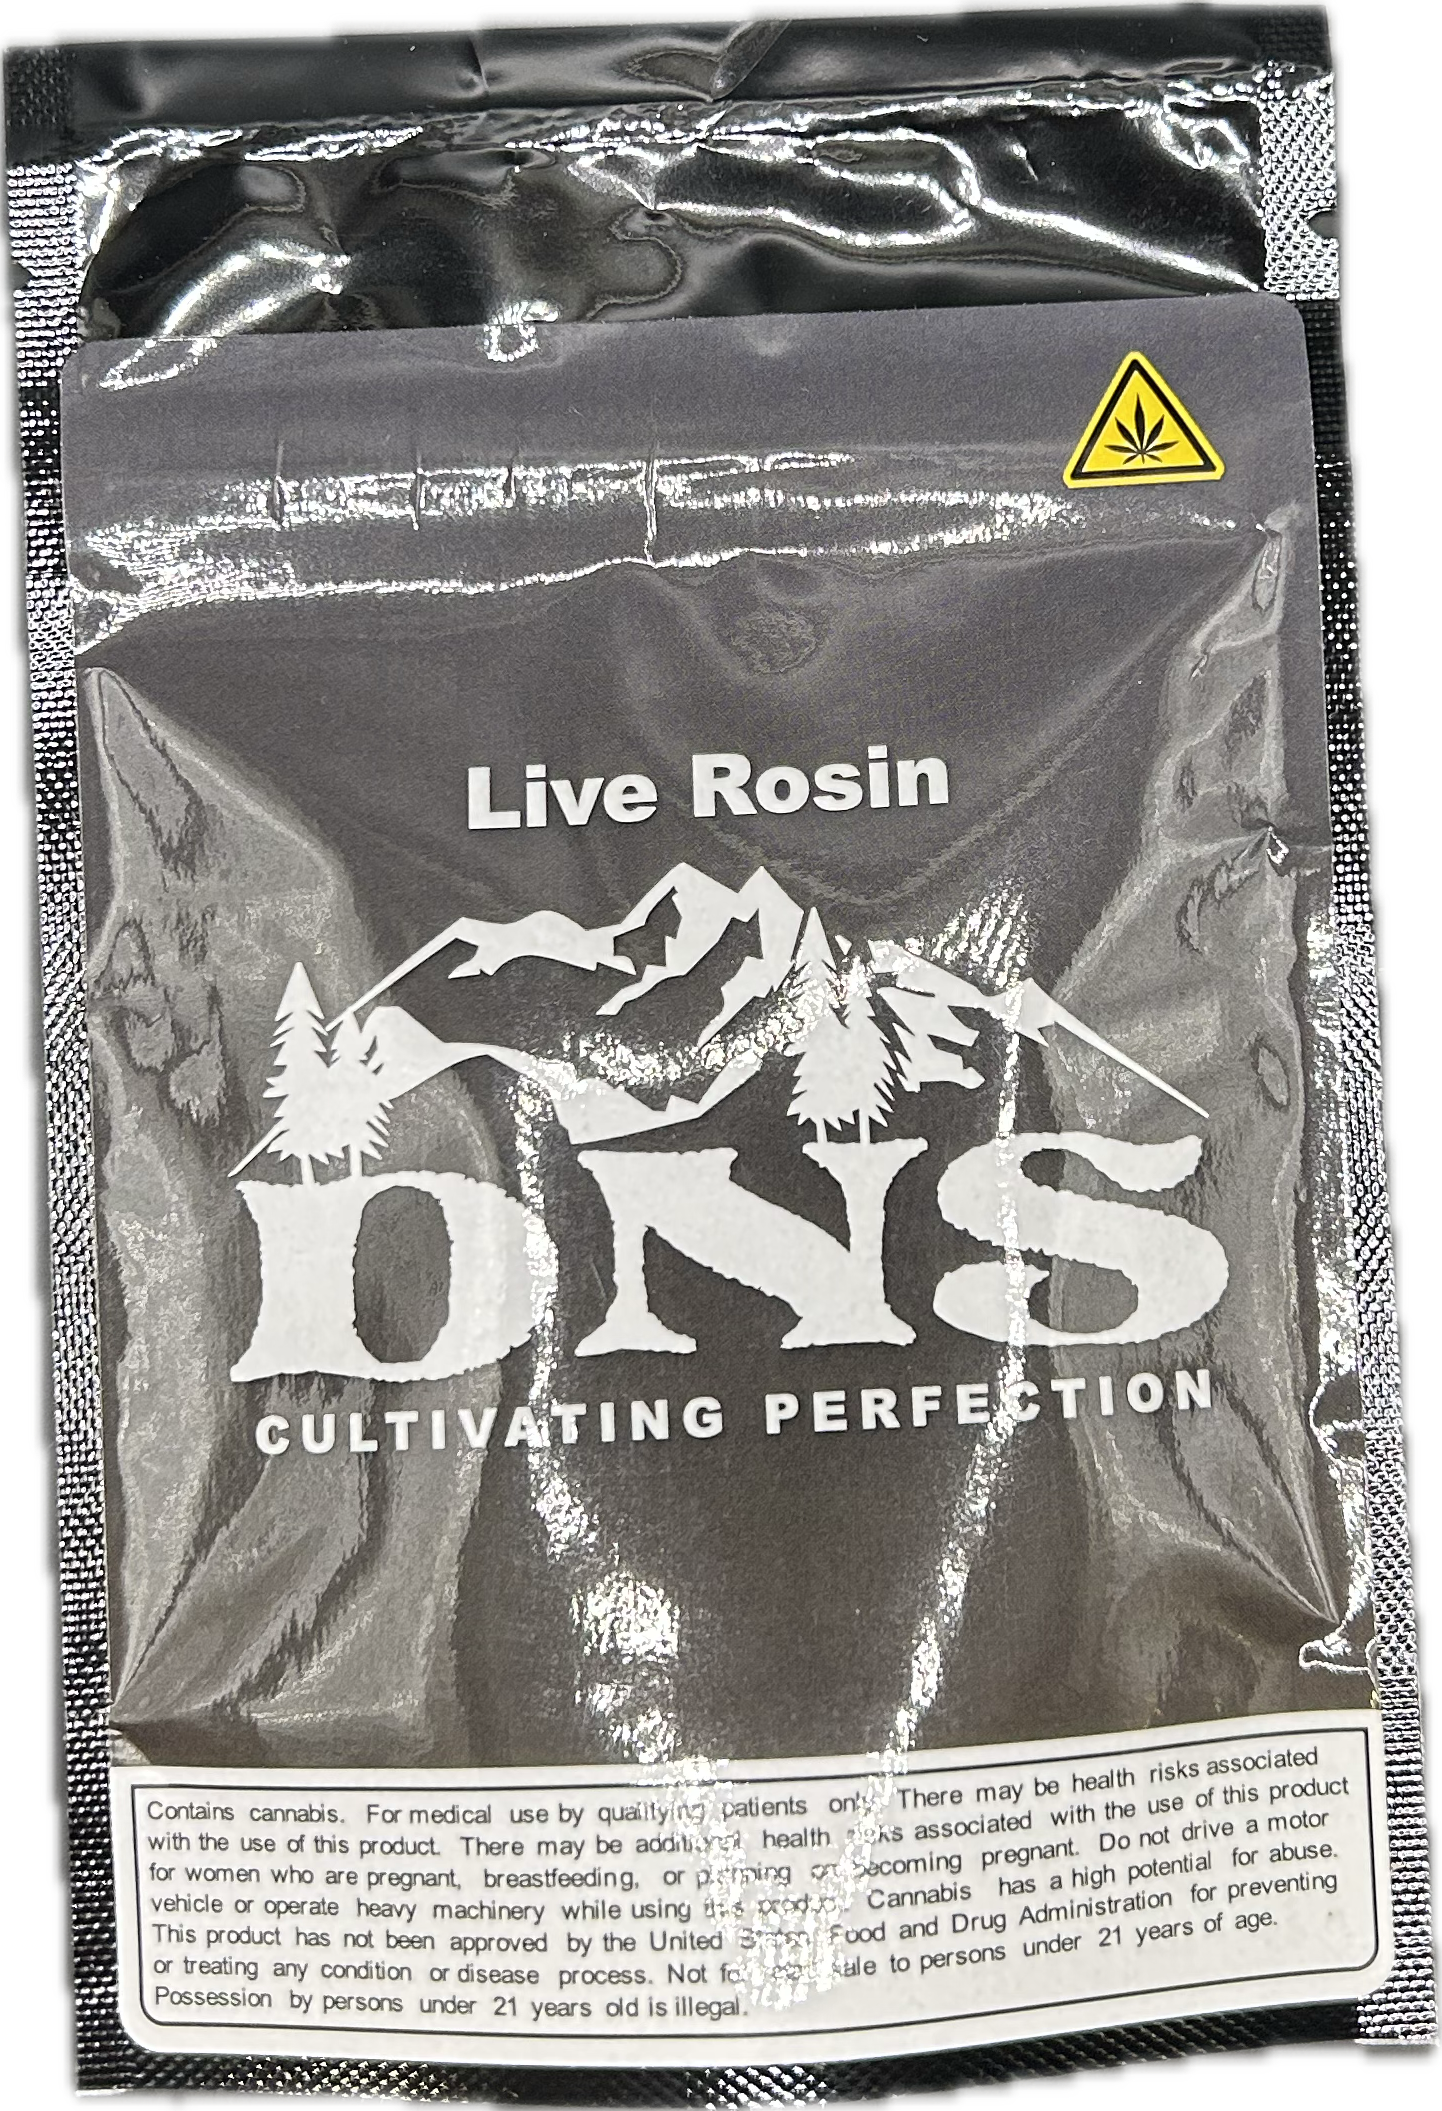 Live Rosin
DNS
CULTIVATING PERFECTION
Contains cannabis. For medical use by qualifying patients only. There may be health risks associated
with the use of this product. There may be additional health risks associated with the use of this product
for women who are pregnant, breastfeeding, or planning on becoming pregnant. Do not drive a motor
vehicle or operate heavy machinery while using this product. Cannabis has a high potential for abuse.
This product has not been approved by the United States Food and Drug Administration for preventing
or treating any condition or disease process. Not for sale to persons under 21 years of age.
Possession by persons under 21 years old is illegal.